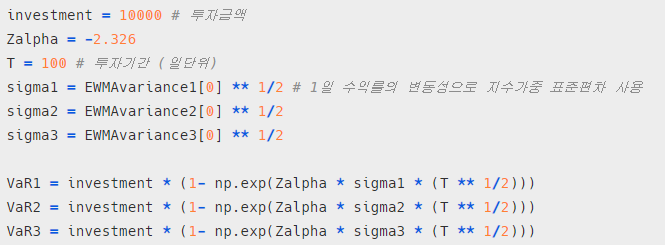 investment = 10000 # 투자금액
Zalpha = -2.326
T = 100 # 투자기간 (일단위)
sigma1 = EWMAvariance1[0] ** 1/2 # 1일 수익률의 변동성으로 지수가중 표준편차 사용
sigma2 = EWMAvariance2[0] ** 1/2
sigma3 = EWMAvariance3[0] ** 1/2
VaR1 = investment * (1- np.exp(Zalpha * sigma1 * (T ** 1/2)))
VaR2 = investment * (1- np.exp(Zalpha * sigma2 * (T ** 1/2)))
VaR3 = investment * (1- np.exp(Zalpha * sigma3 * (T ** 1/2)))